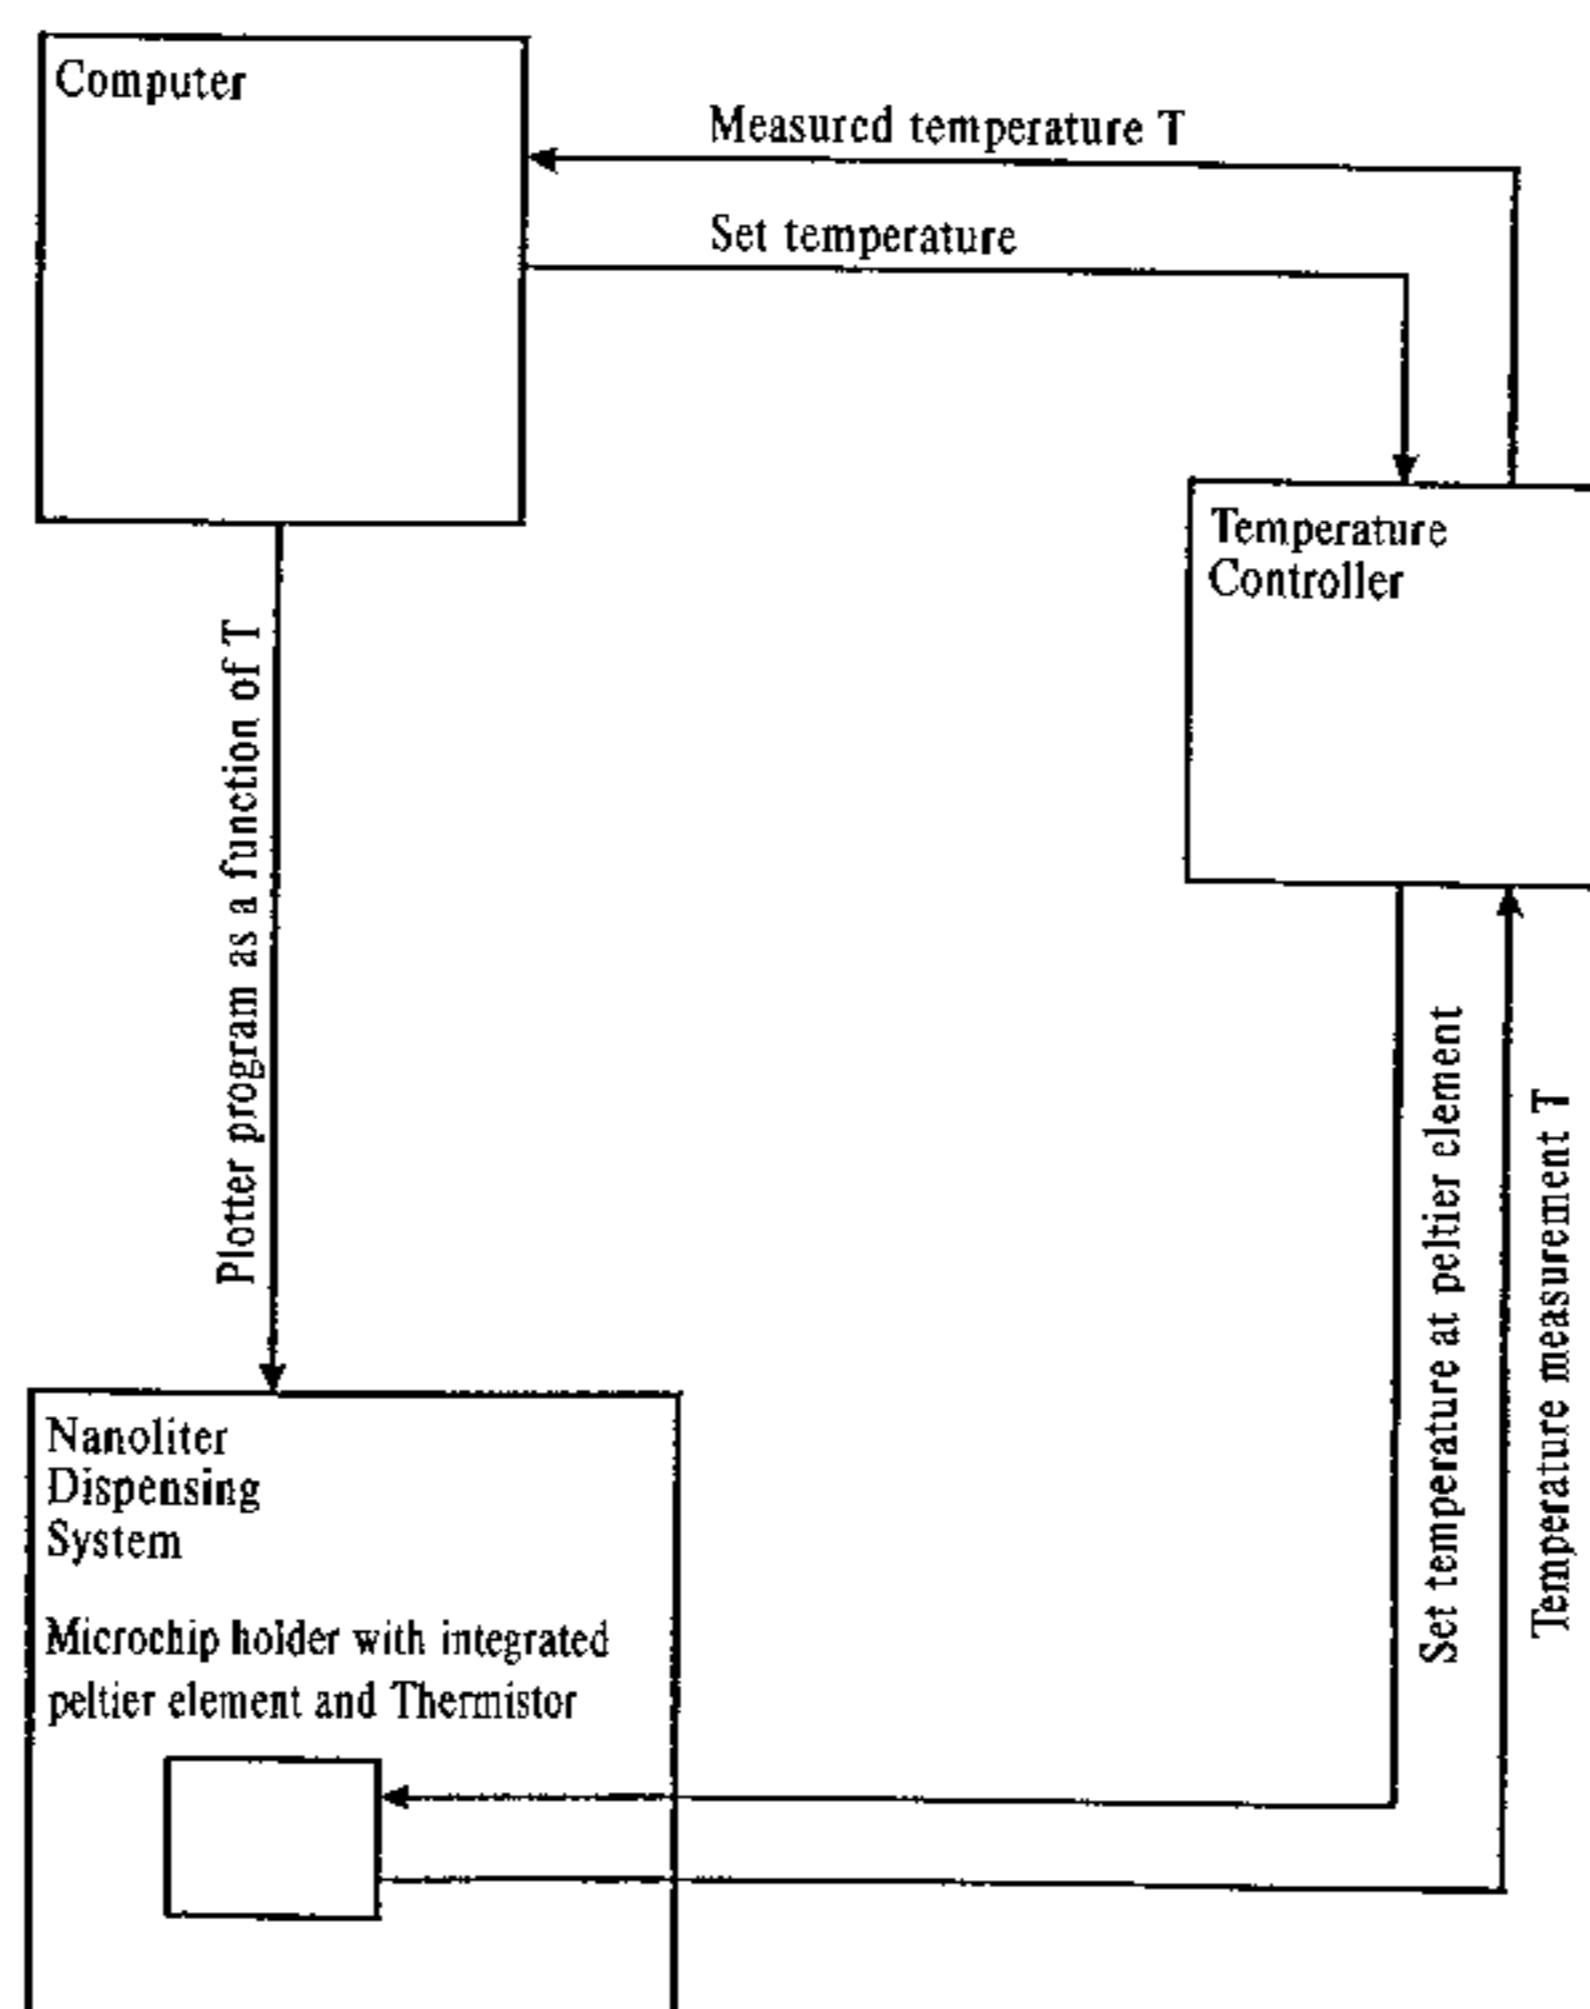 Computer
Measured temperature T
Set temperature
Temperature
Controller
Plotter program as a function of T
Set temperature at peltier element
Temperature measurement T
Nanoliter
Dispensing
System
Microchip holder with integrated
peltier element and Thermistor